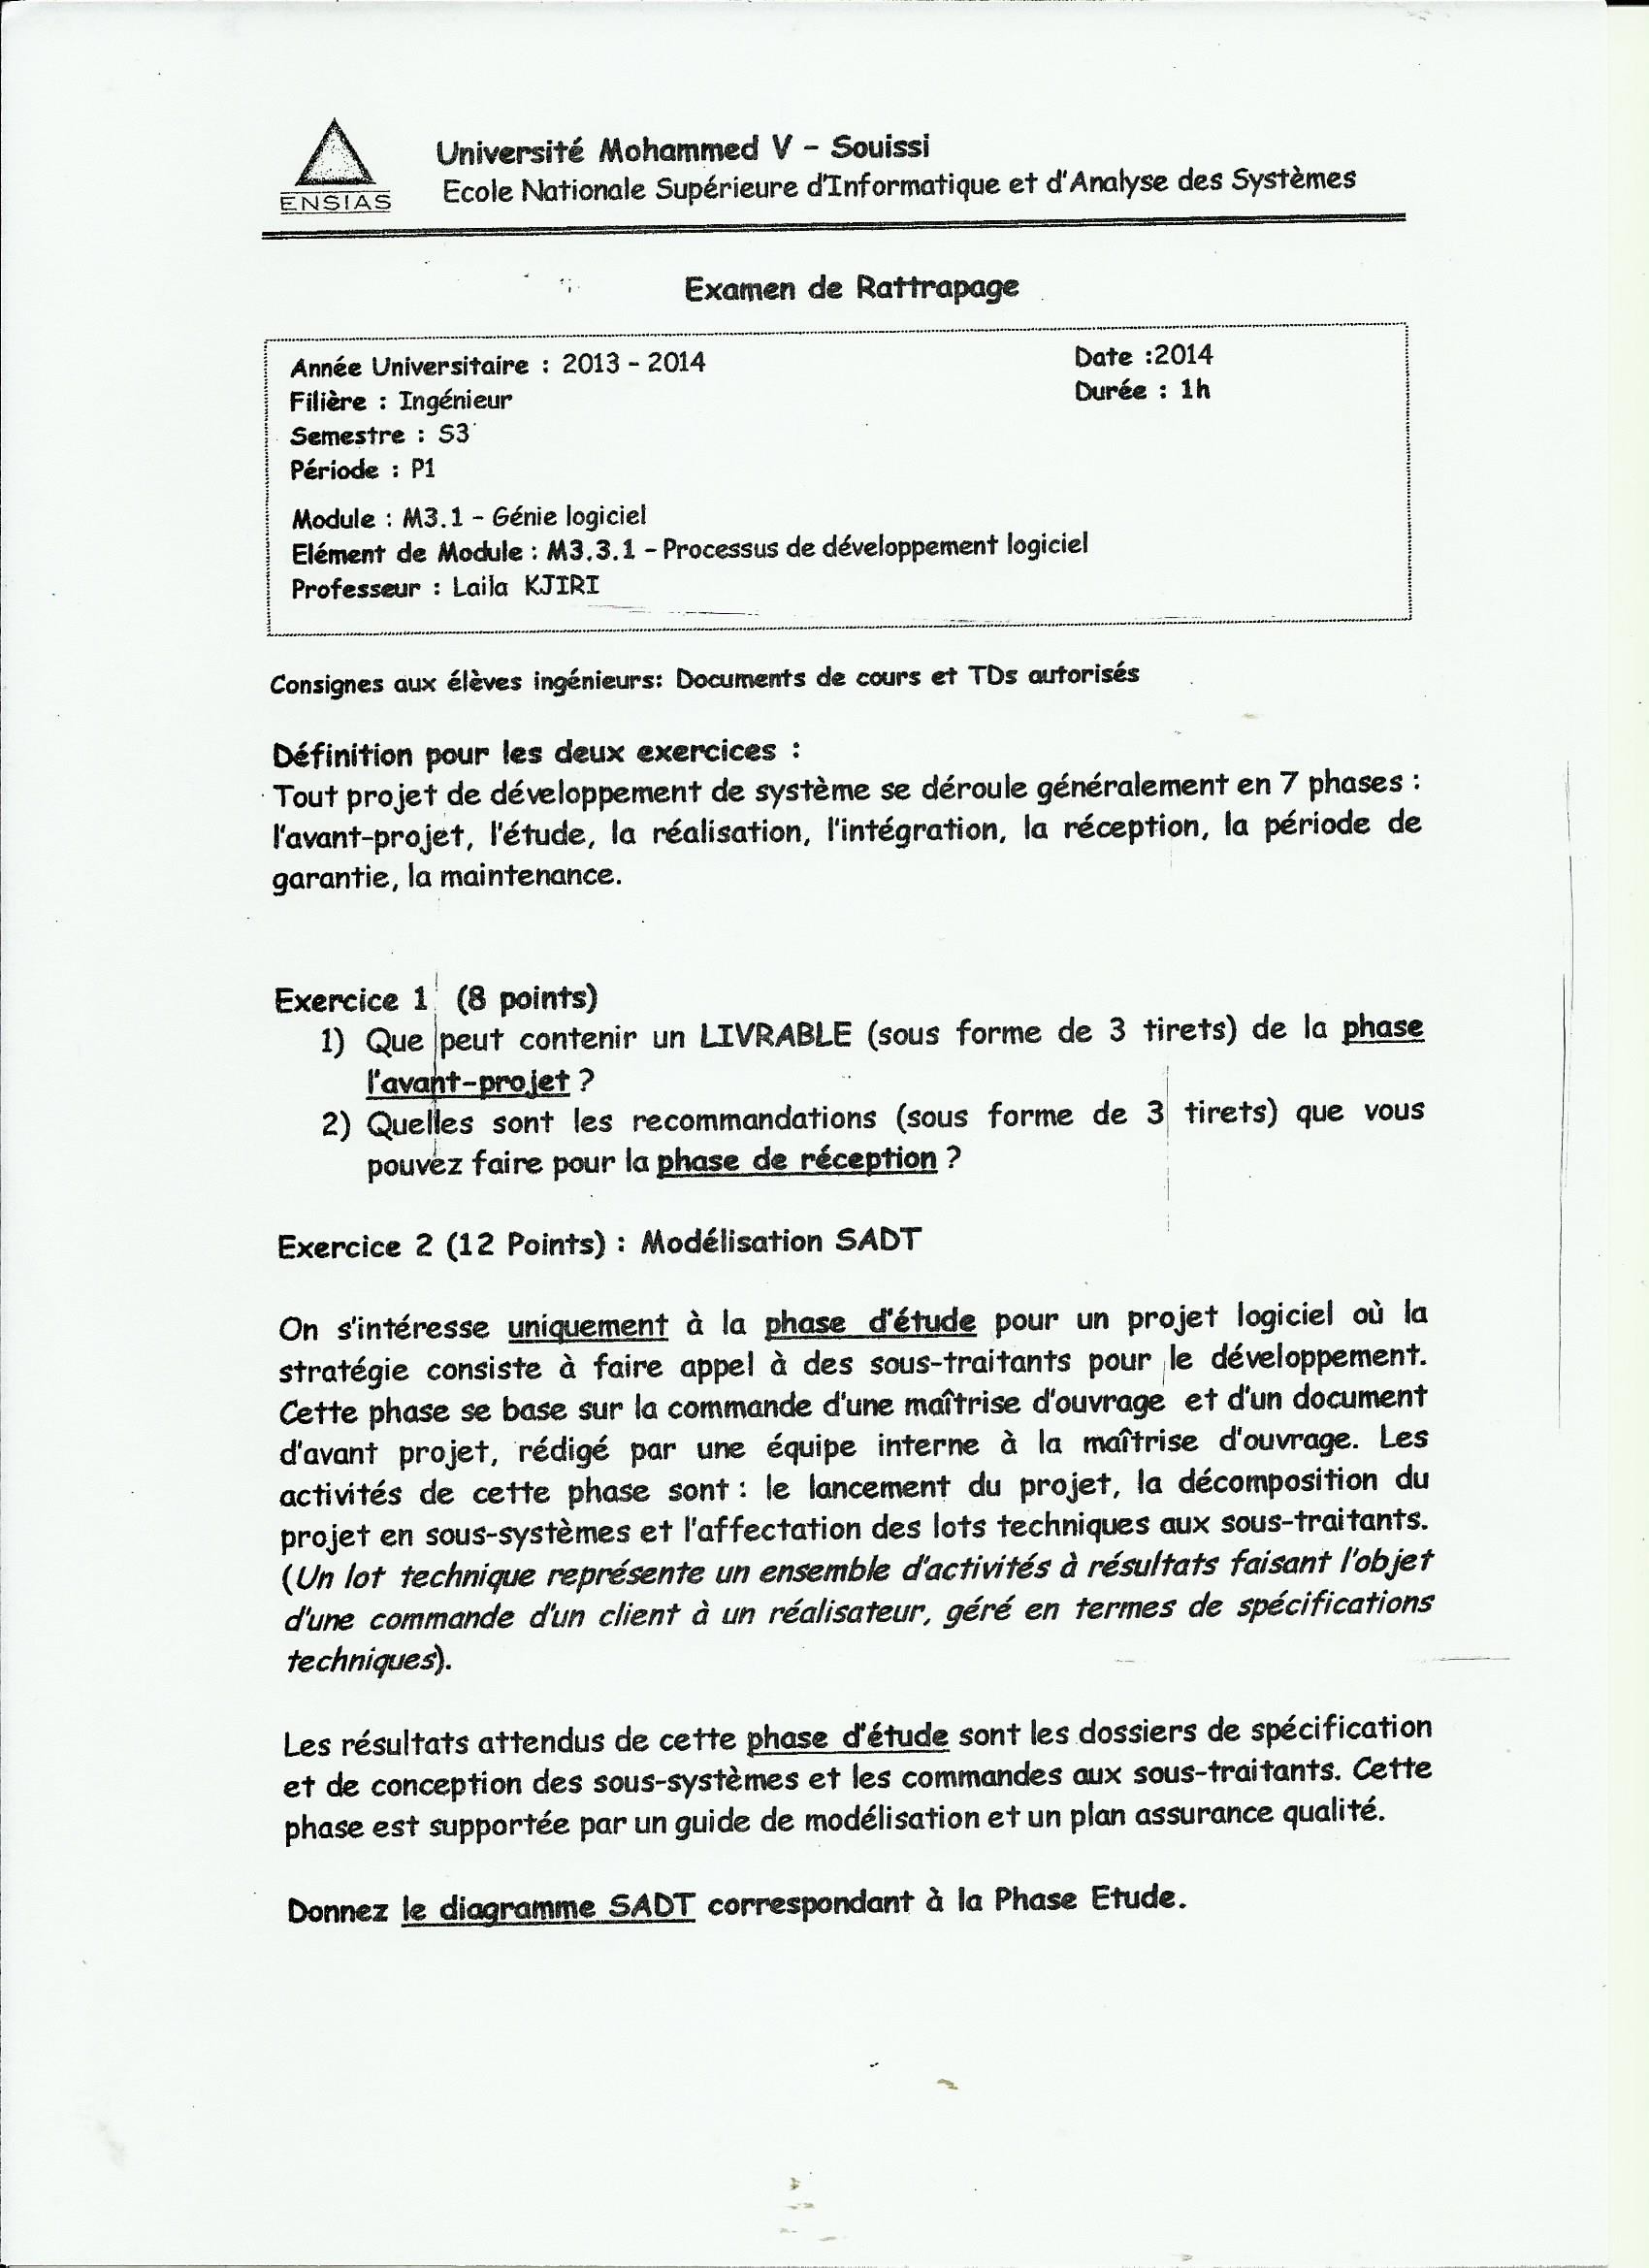 ENSIAS
Université Mohammed V - Souissi
Ecole Nationale Supérieure d'Informatique et d'Analyse des Systèmes
Examen de Rattrapage
Année Universitaire : 2013 - 2014
Date :2014
Filière : Ingénieur
Durée : 1h
Semestre : S3
Période : P1
Module : M3.1 - Génie logiciel
Elément de Module : M3.3.1 - Processus de développement logiciel
Professeur : Laila KJIRI
Consignes aux élèves ingénieurs: Documents de cours et TDs autorisés
Définition pour les deux exercices :
Tout projet de développement de système se déroule généralement en 7 phases :
l'avant-projet, l'étude, la réalisation, l'intégration, la réception, la période de
garantie, la maintenance.
Exercice 1 (8 points)
1) Que peut contenir un LIVRABLE (sous forme de 3 tirets) de la phase
l'avant-projet ?
2) Quelles sont les recommandations (sous forme de 3 tirets) que vous
pouvez faire pour la phase de réception ?
Exercice 2 (12 Points) : Modélisation SADT
On s'intéresse uniquement à la phase d'étude pour un projet logiciel où la
stratégie consiste à faire appel à des sous-traitants pour le développement.
Cette phase se base sur la commande d'une maîtrise d'ouvrage et d'un document
d'avant projet, rédigé par une équipe interne à la maîtrise d'ouvrage. Les
activités de cette phase sont : le lancement du projet, la décomposition du
projet en sous-systèmes et l'affectation des lots techniques aux sous-traitants.
(Un lot technique représente un ensemble d'activités à résultats faisant l'objet
d'une commande d'un client à un réalisateur, géré en termes de spécifications
techniques).
Les résultats attendus de cette phase d'étude sont les dossiers de spécification
et de conception des sous-systèmes et les commandes aux sous-traitants. Cette
phase est supportée par un guide de modélisation et un plan assurance qualité.
Donnez le diagramme SADT correspondant à la Phase Etude.